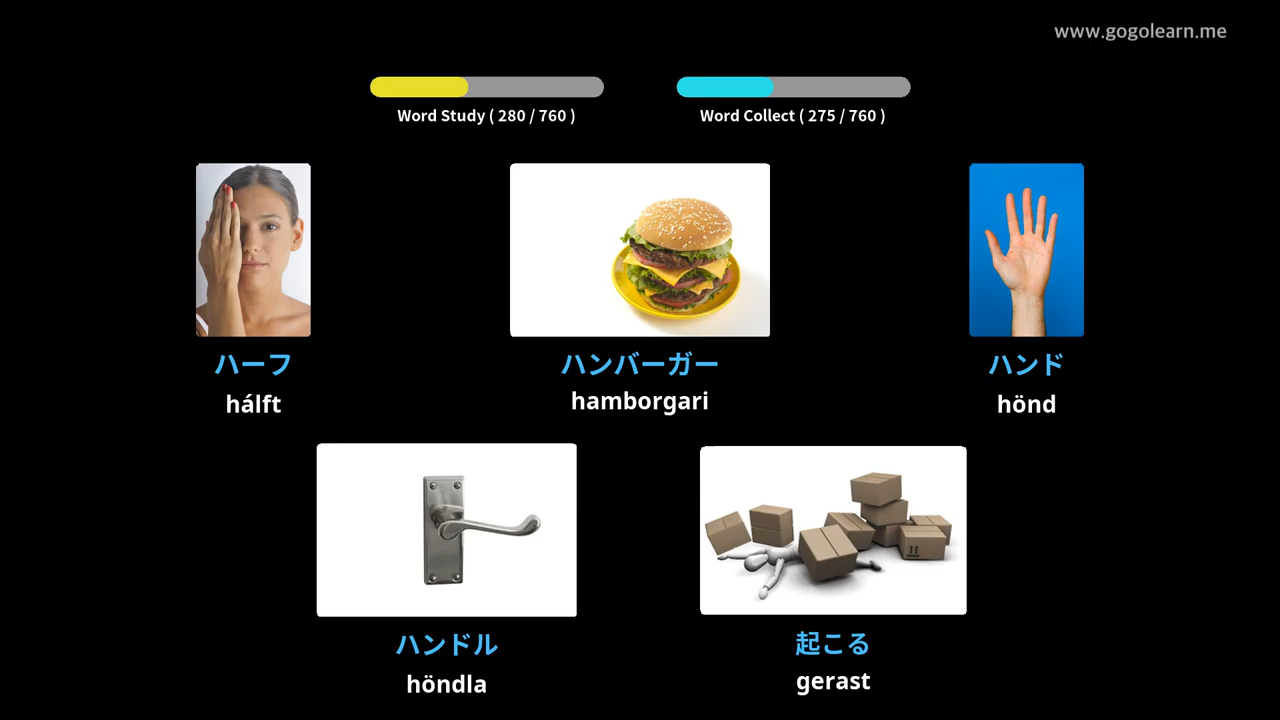 www.gogolearn.me
Word Study ( 280 / 760 )
Word Collect ( 275 / 760 )
ハーフ
hálft
ハンバーガー
hamborgari
ハンド
hönd
ハンドル
höndla
起こる
gerast